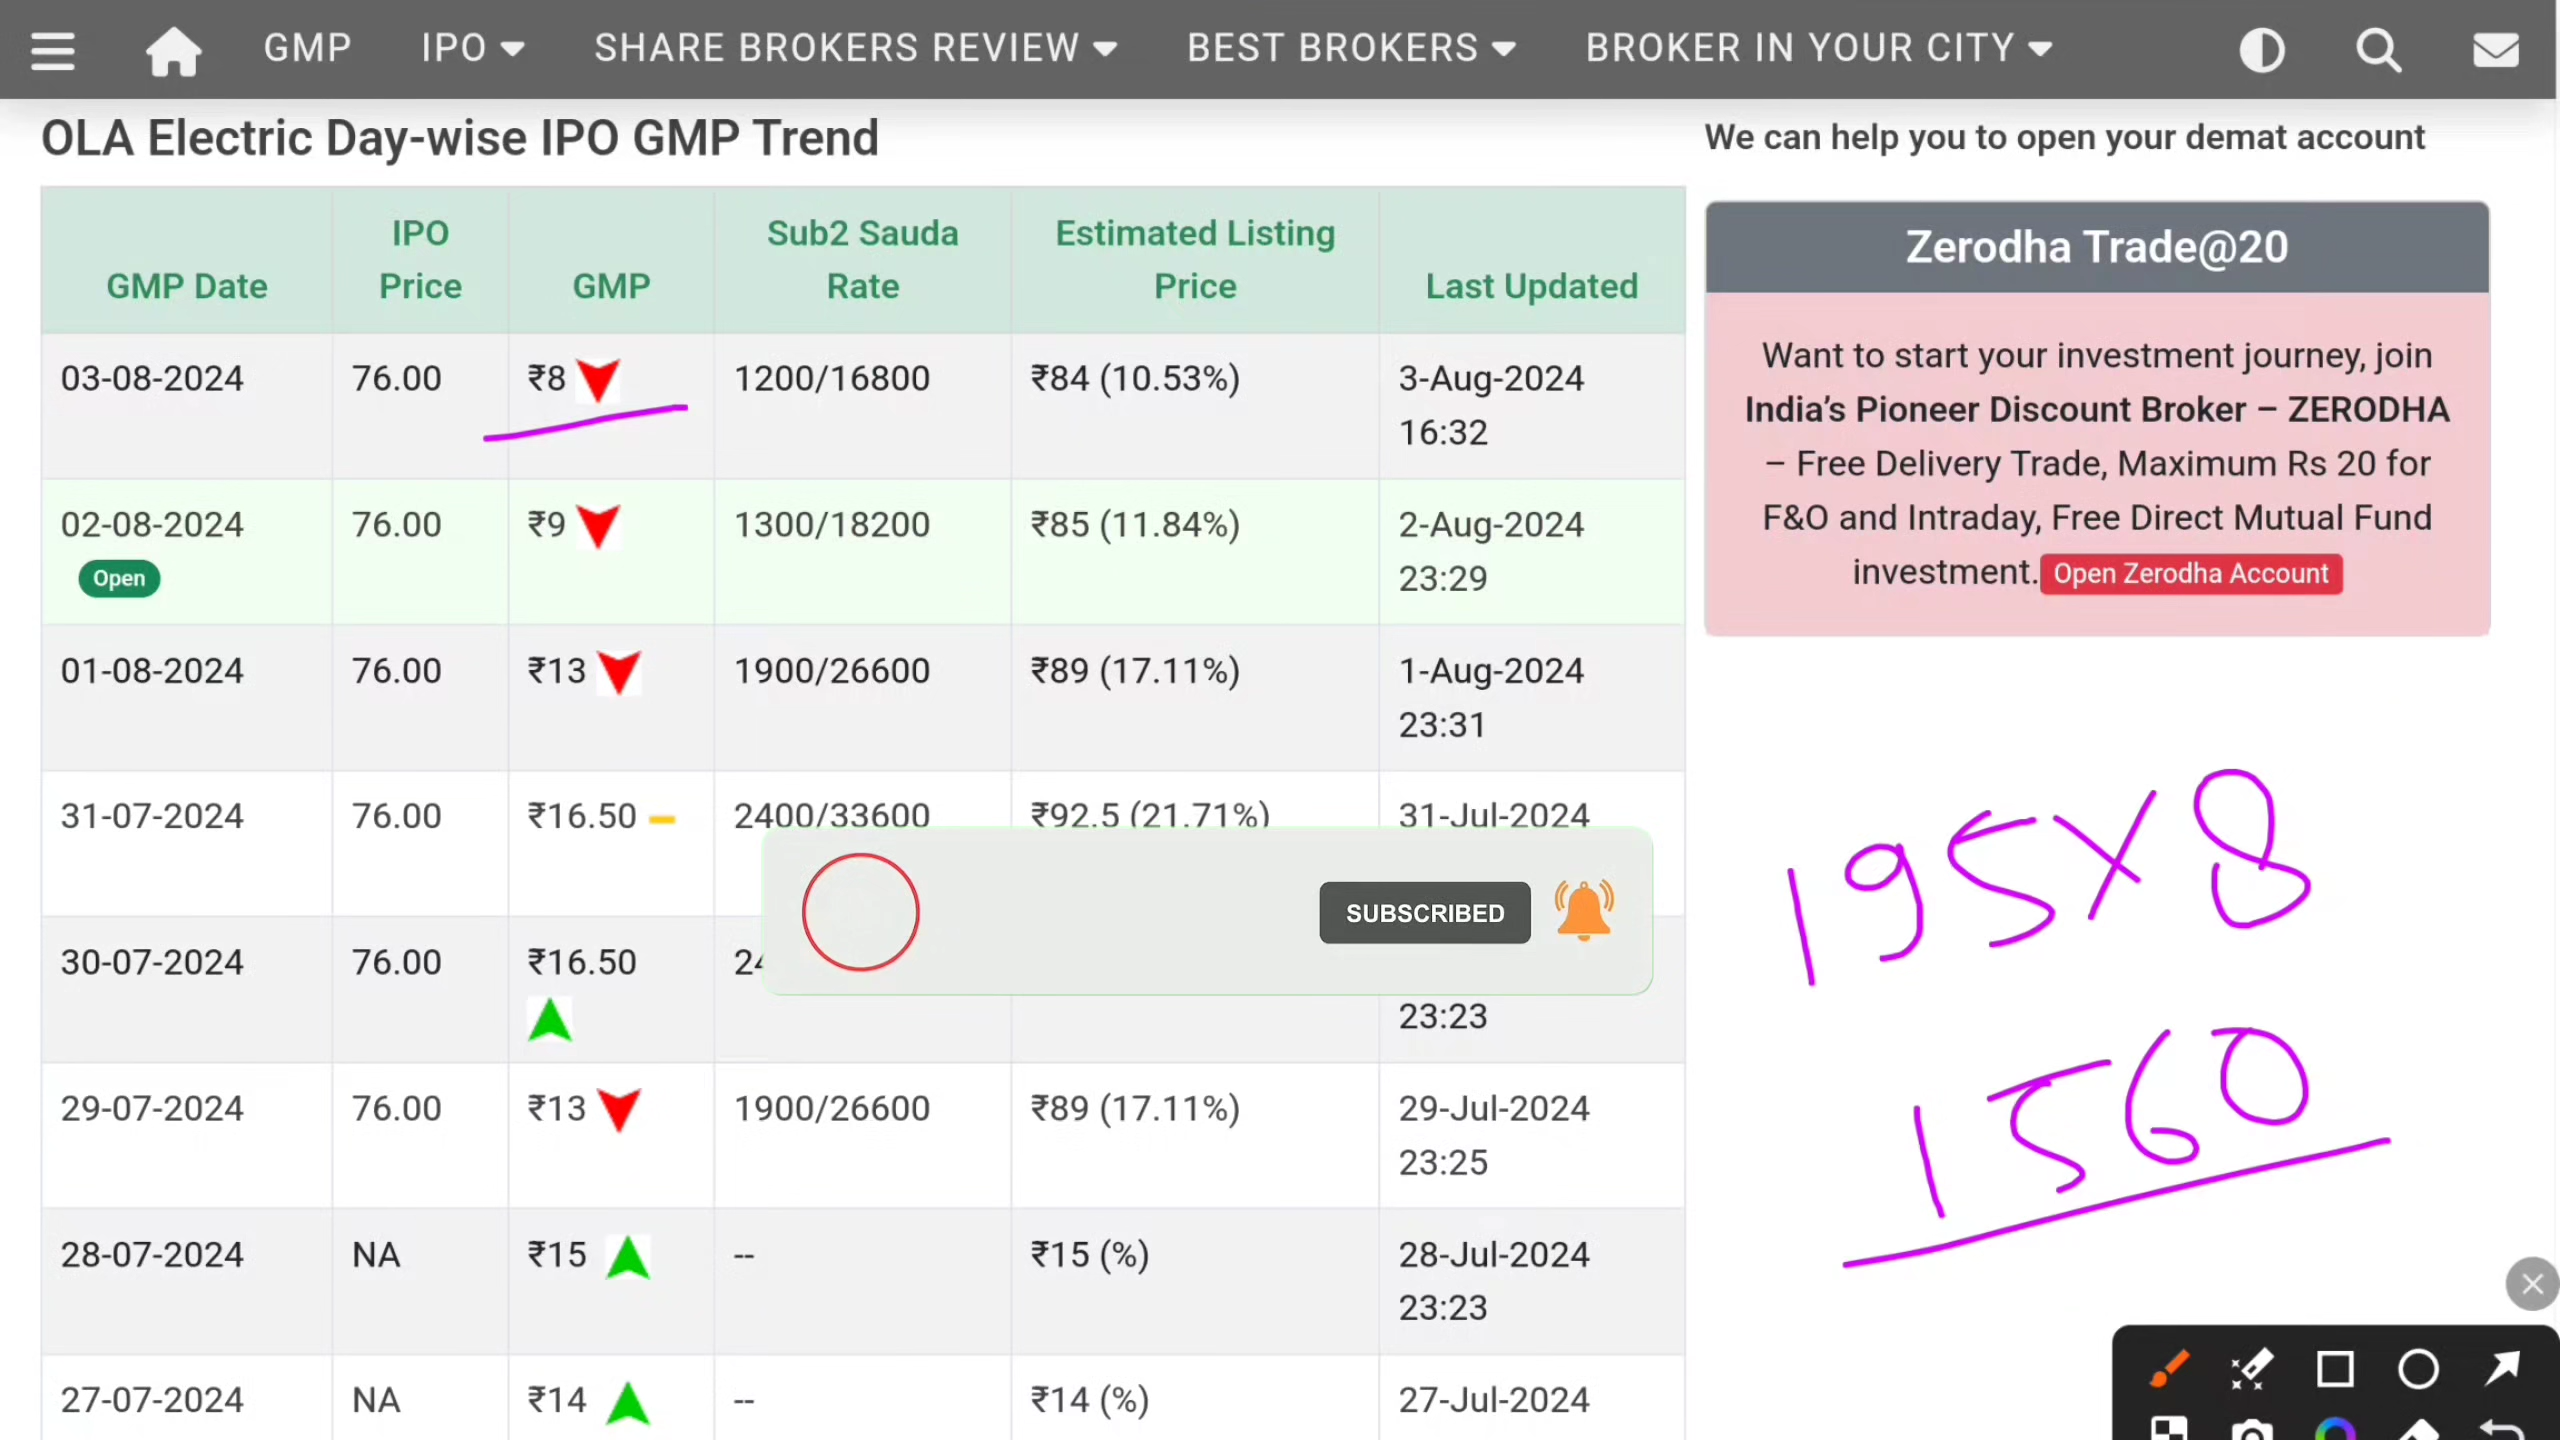 GMP IPO SHARE BROKERS REVIEW BEST BROKERS BROKER IN YOUR CITY
OLA Electric Day-wise IPO GMP Trend
GMP Date IPO Price GMP Sub2 Sauda Rate Estimated Listing Price Last Updated
03-08-2024 76.00 ₹8 1200/16800 ₹84 (10.53%) 3-Aug-2024 16:32
02-08-2024 Open 76.00 ₹9 1300/18200 ₹85 (11.84%) 2-Aug-2024 23:29
01-08-2024 76.00 ₹13 1900/26600 ₹89 (17.11%) 1-Aug-2024 23:31
31-07-2024 76.00 ₹16.50 2400/33600 ₹92.5 (21.71%) 31-Jul-2024
SUBSCRIBED
30-07-2024 76.00 ₹16.50 23:23
29-07-2024 76.00 ₹13 1900/26600 ₹89 (17.11%) 29-Jul-2024 23:25
28-07-2024 NA ₹15 -- ₹15 (%) 28-Jul-2024 23:23
27-07-2024 NA ₹14 -- ₹14 (%) 27-Jul-2024
We can help you to open your demat account
Zerodha Trade@20
Want to start your investment journey, join
India’s Pioneer Discount Broker – ZERODHA
– Free Delivery Trade, Maximum Rs 20 for
F&O and Intraday, Free Direct Mutual Fund
investment. Open Zerodha Account
195 X 8
1560